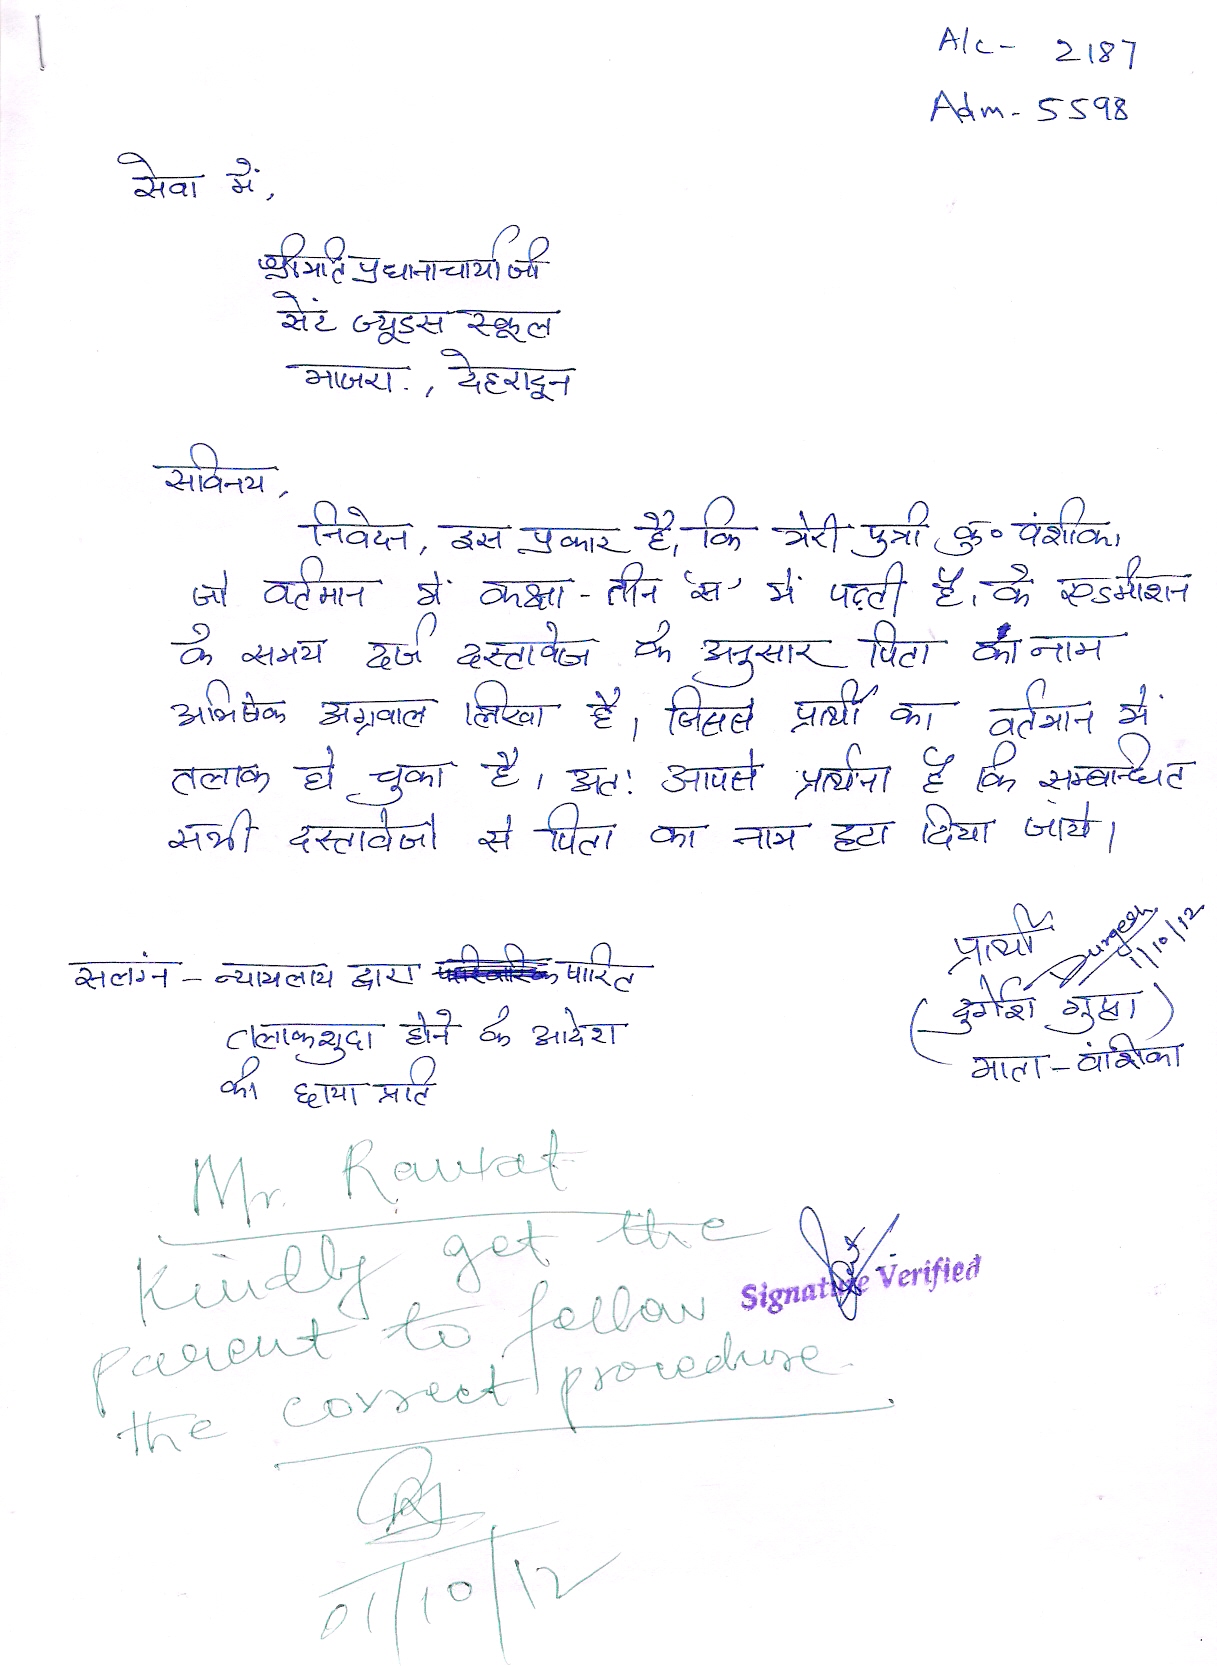 A/c - 2187
Adm - 5598
सेवा में,
श्रीमति प्रधानाचार्या जी
सेंट ज्यूडस स्कूल
माजरा., देहरादून
सविनय,
निवेदन, इस प्रकार है, कि मेरी पुत्री कु० वंशीका
जो वर्तमान में कक्षा - तीन 'स' में पढ़ती है, के एडमीशन
के समय दर्ज दस्तावेज के अनुसार पिता का नाम
अभिषेक अग्रवाल लिखा है, जिससे प्रार्थी का वर्तमान में
तलाक हो चुका है। अत: आपसे प्रार्थना है कि सम्बन्धित
सभी दस्तावेजो से पिता का नाम हटा दिया जाये।
प्रार्थी Durgesh 1/10/12
सलग्नं - न्यायलाय द्वारा पारित
(दुर्गेश गुप्ता)
तलाकशुदा होने के आदेश
माता - वंशिका
की छाया प्रति
Mr. Rawat
Kindly get the
Signature Verified
parent to follow
the correct procedure.
01/10/12